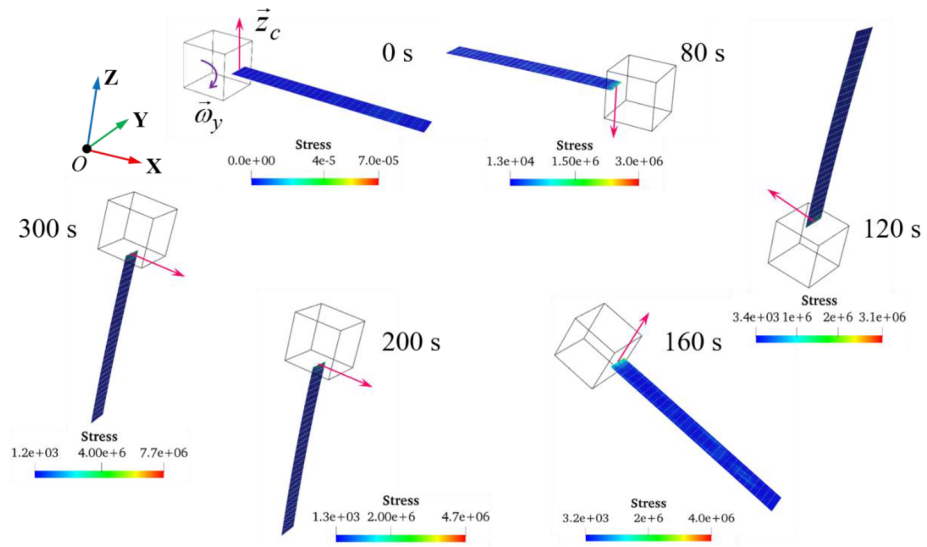 z⃗_c
0 s
80 s
Z
Y
O
X
ω⃗_y
Stress
0.0e+00 4e-5 7.0e-05
Stress
1.3e+04 1.50e+6 3.0e+06
300 s
120 s
Stress
3.4e+03 1e+6 2e+6 3.1e+06
200 s
160 s
Stress
1.2e+03 4.00e+6 7.7e+06
Stress
1.3e+03 2.00e+6 4.7e+06
Stress
3.2e+03 2e+6 4.0e+06